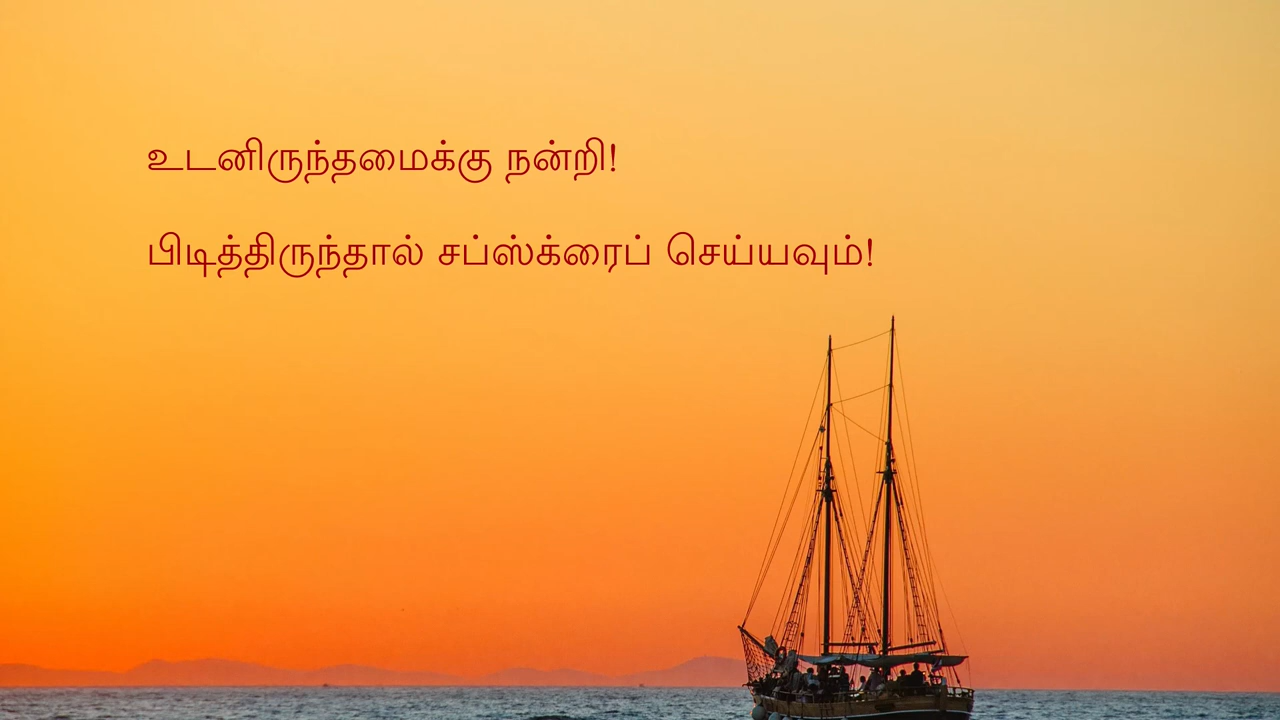 உடனிருந்தமைக்கு நன்றி!
பிடித்திருந்தால் சப்ஸ்க்ரைப் செய்யவும்!